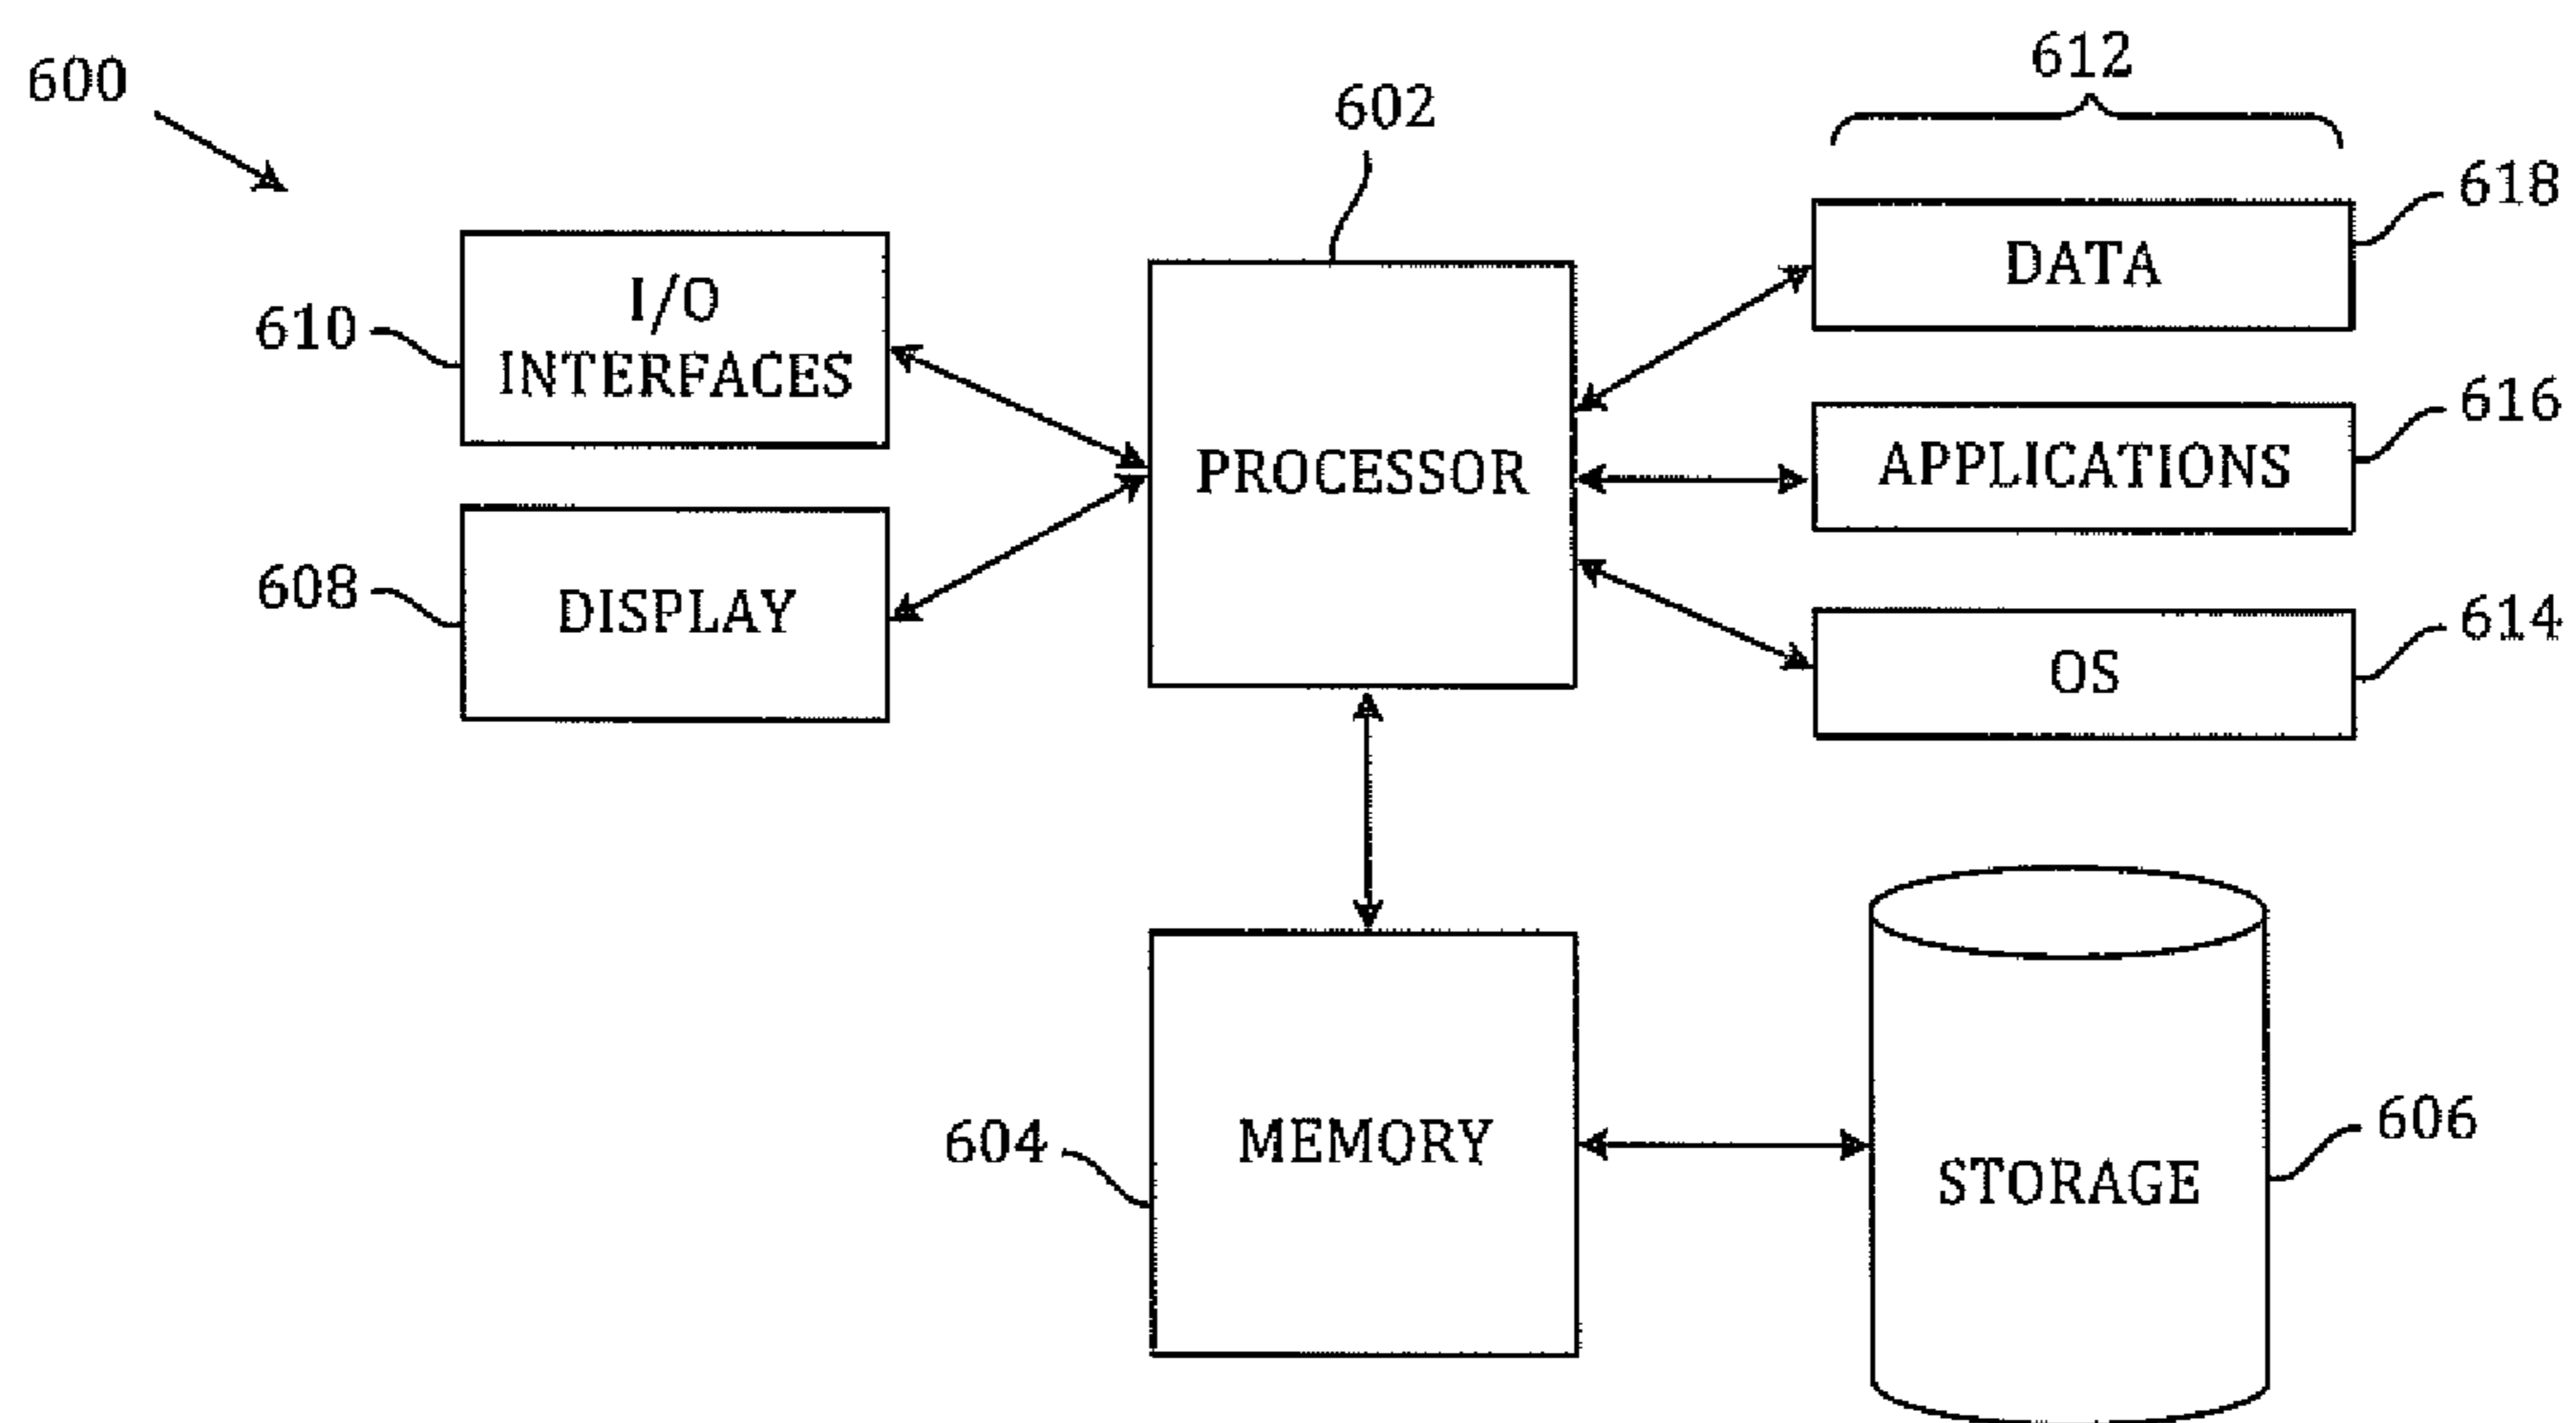 600
612
602
618
DATA
I/O
INTERFACES
610
616
APPLICATIONS
PROCESSOR
608
DISPLAY
614
OS
604
MEMORY
606
STORAGE